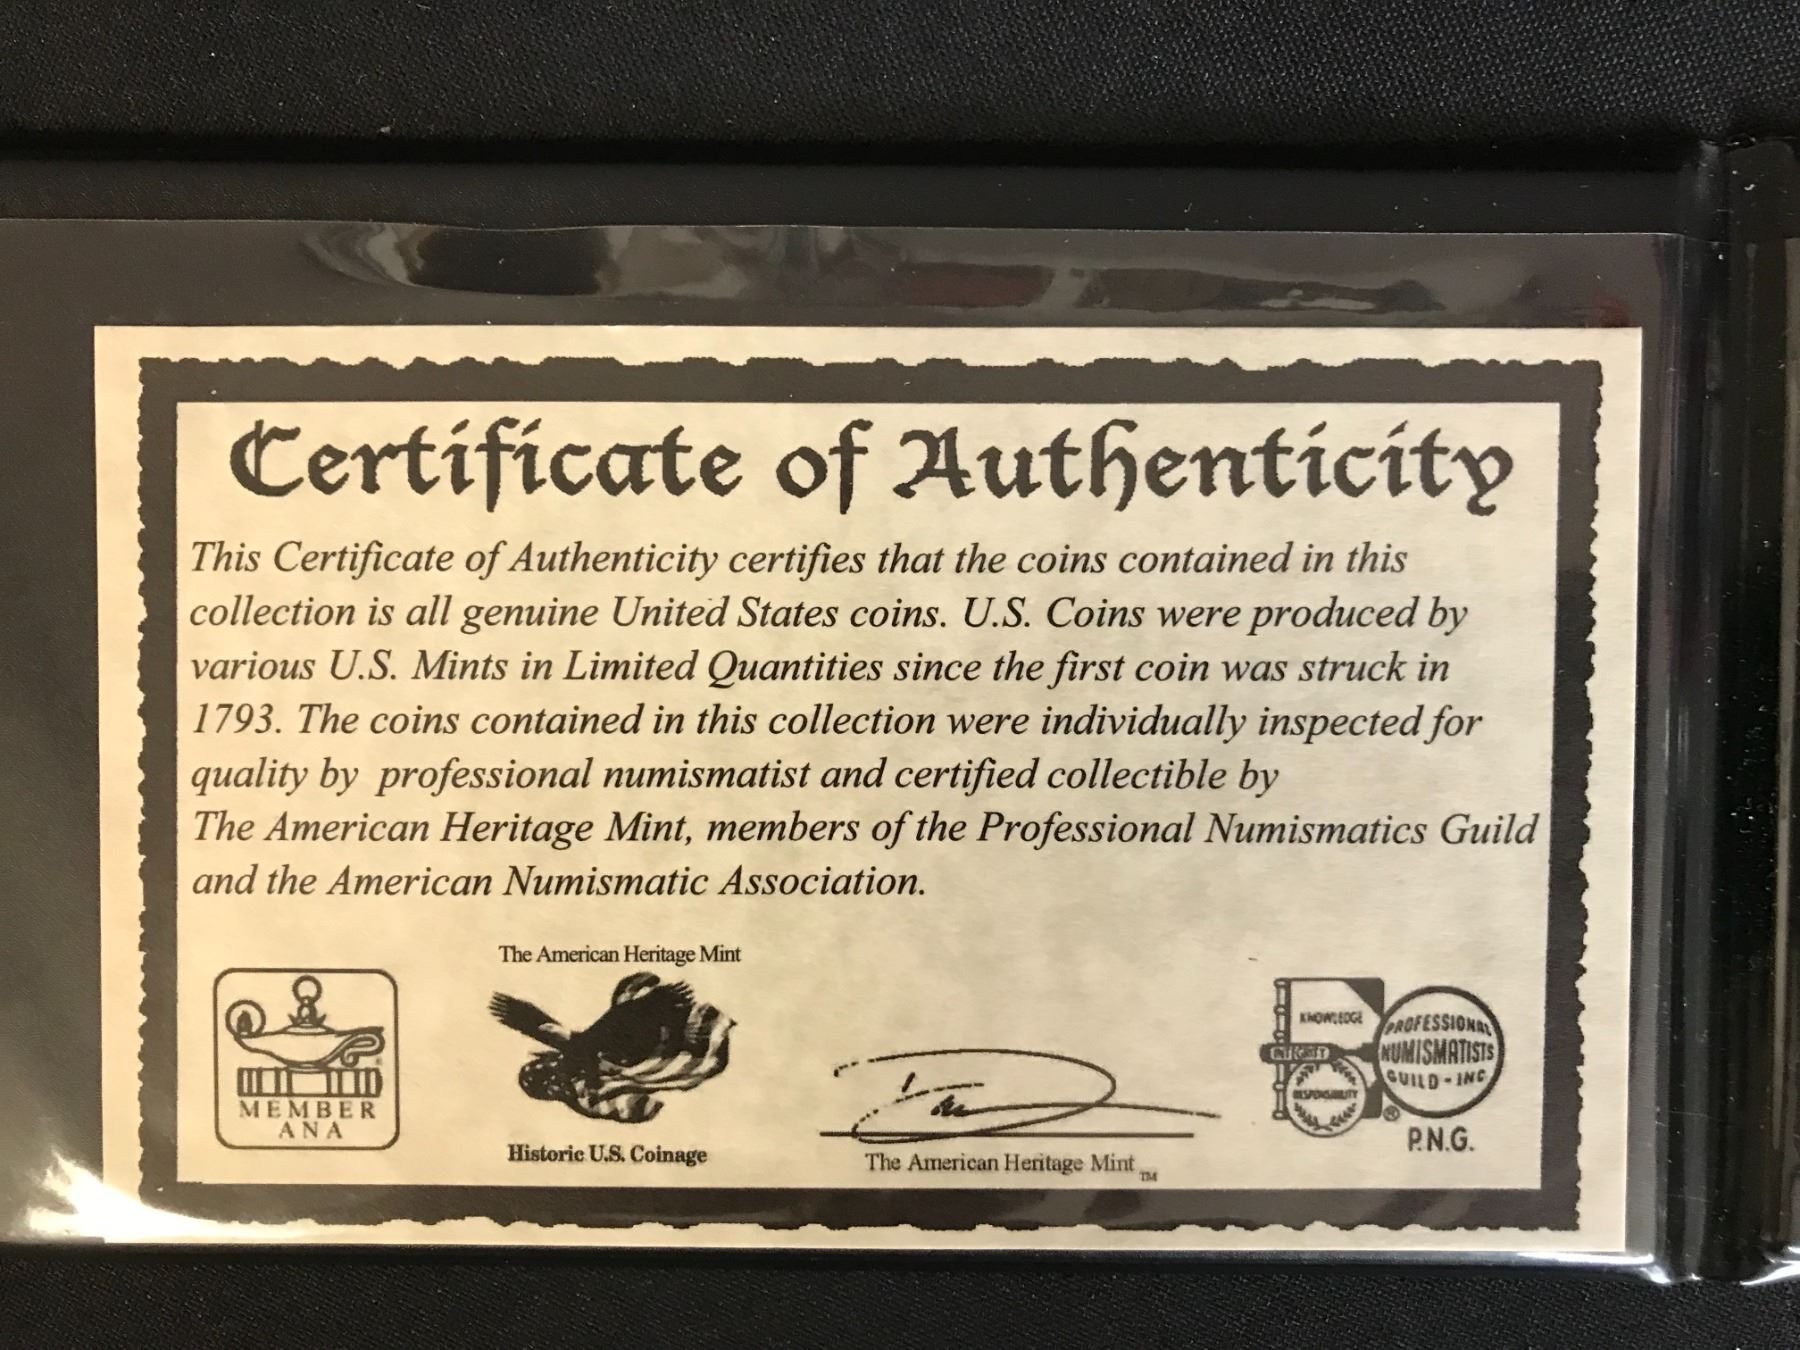 Certificate of Authenticity
This Certificate of Authenticity certifies that the coins contained in this
collection is all genuine United States coins. U.S. Coins were produced by
various U.S. Mints in Limited Quantities since the first coin was struck in
1793. The coins contained in this collection were individually inspected for
quality by professional numismatist and certified collectible by
The American Heritage Mint, members of the Professional Numismatics Guild
and the American Numismatic Association.
MEMBER
ANA
The American Heritage Mint
Historic U.S. Coinage
The American Heritage Mint TM
KNOWLEDGE
INTEGRITY
RESPONSIBILITY
PROFESSIONAL
NUMISMATISTS
GUILD - INC
®
P.N.G.